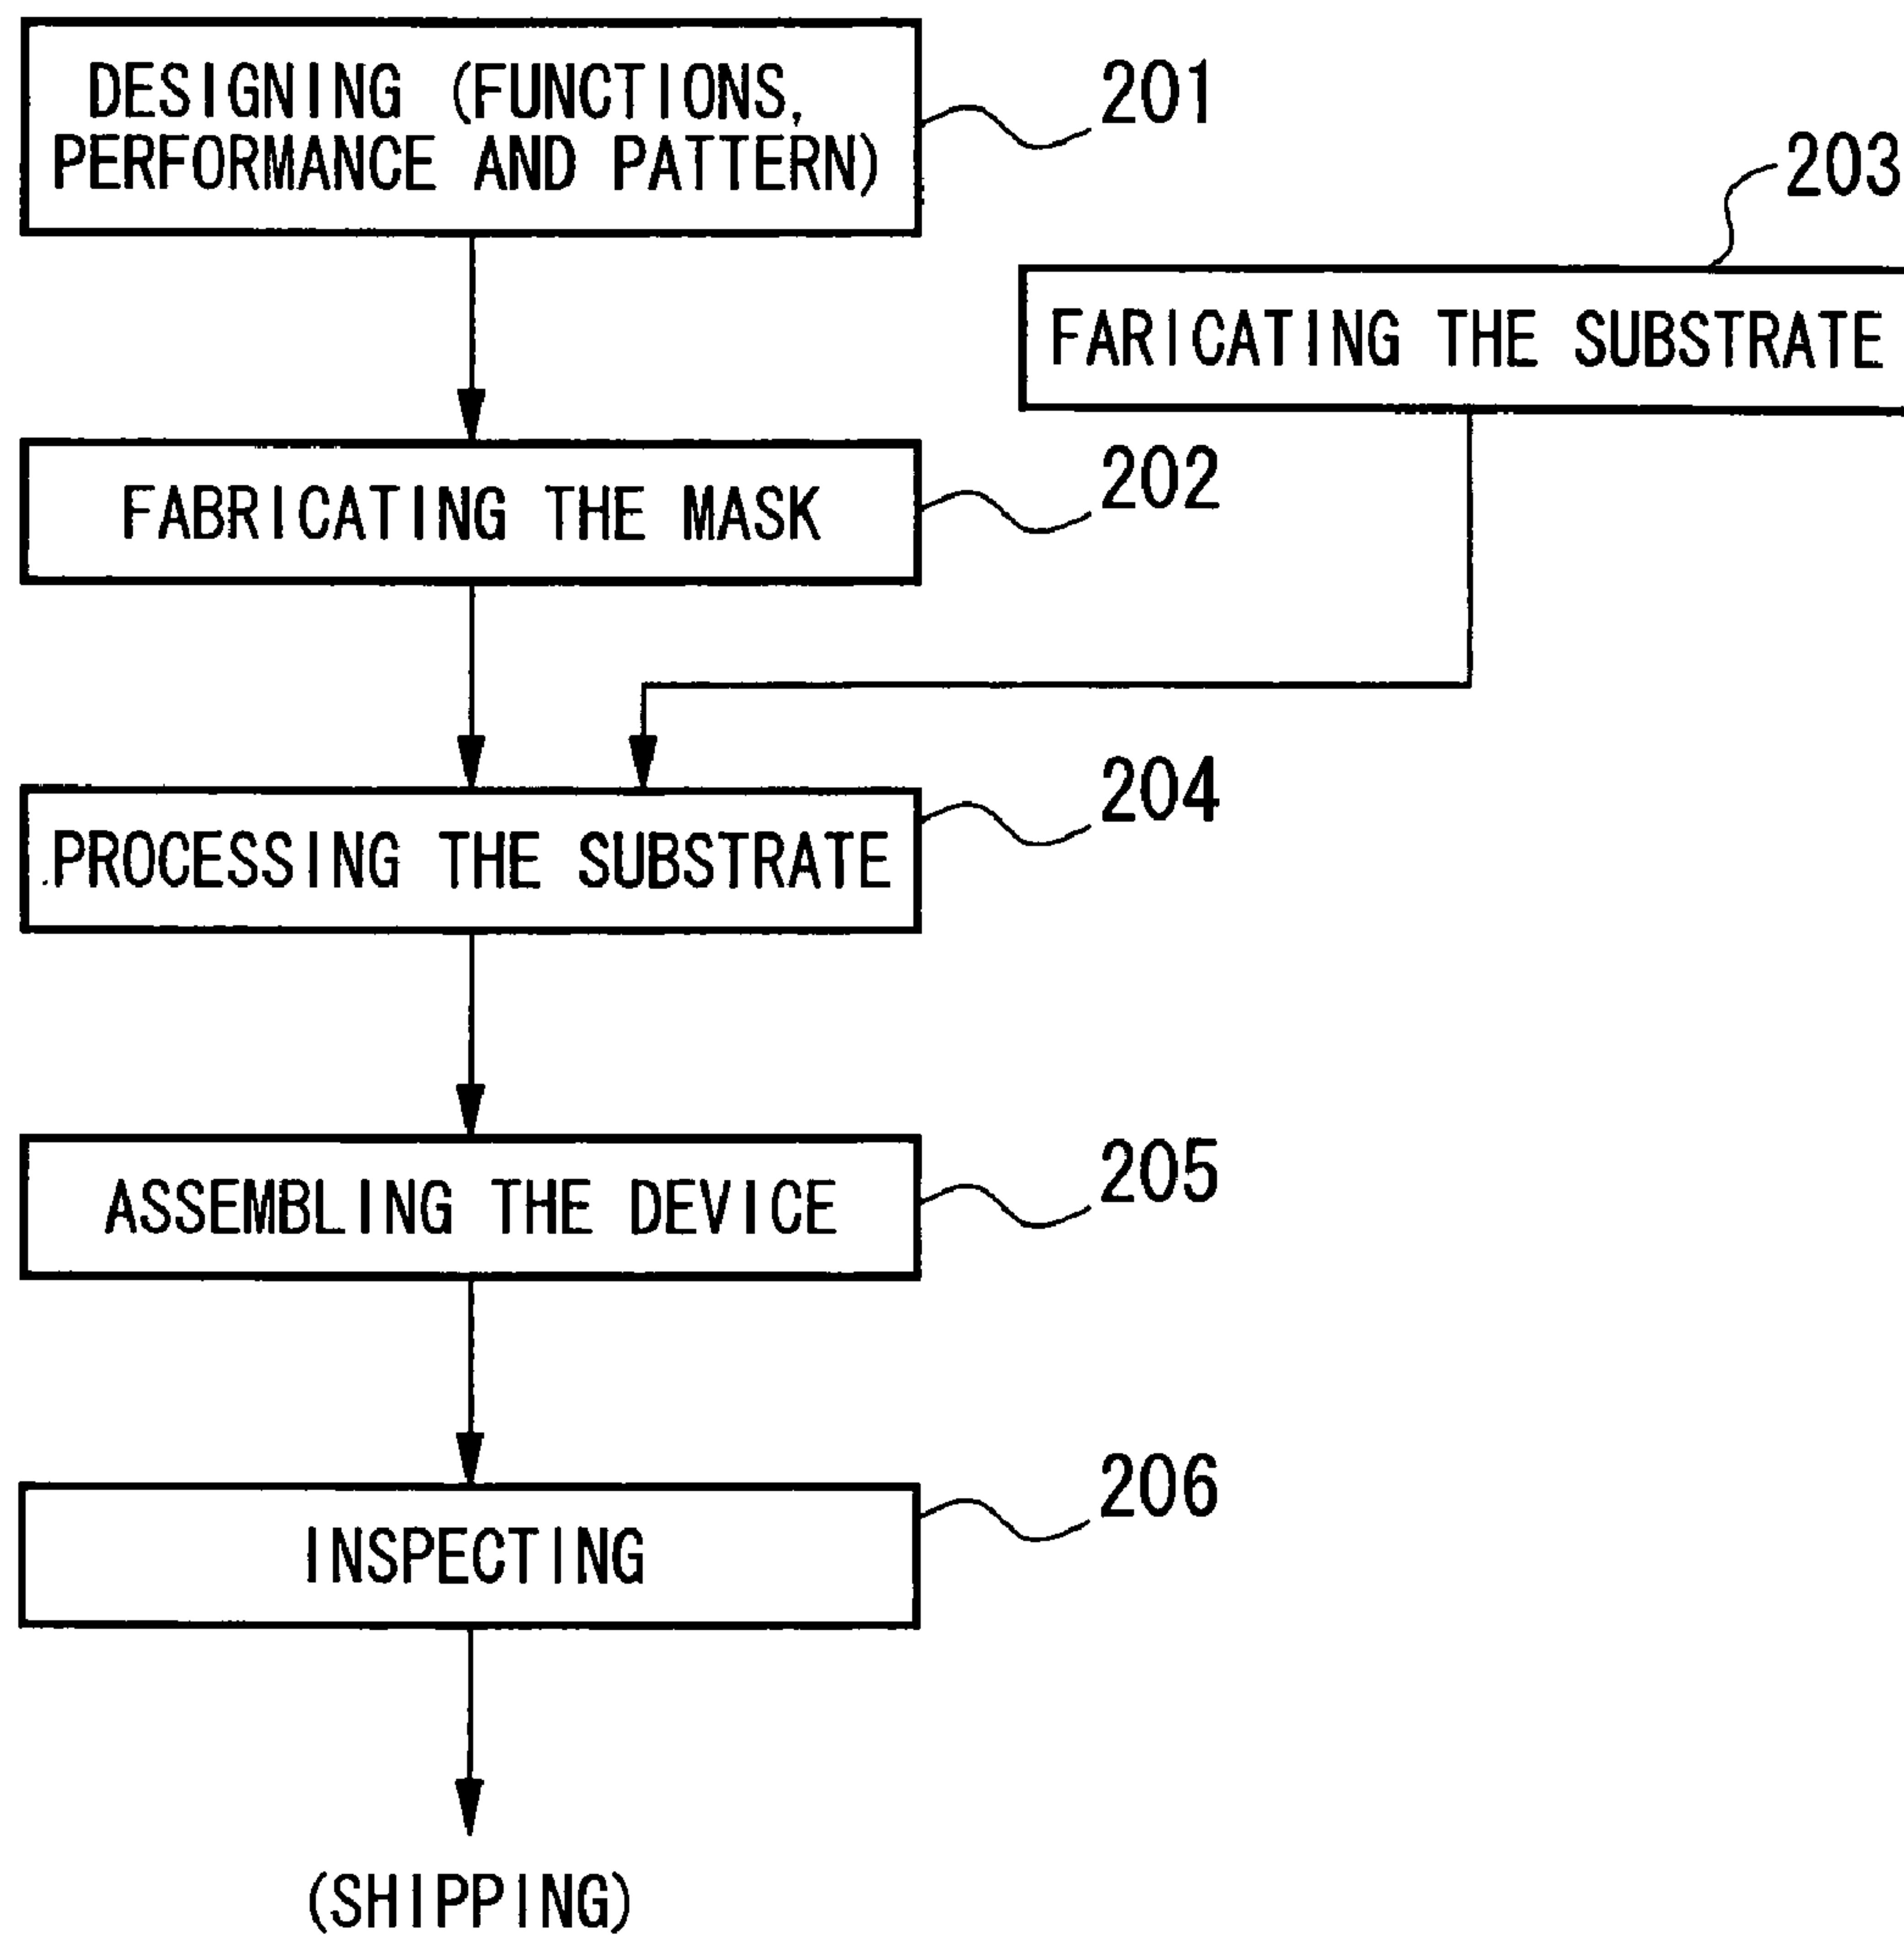 DESIGNING (FUNCTIONS,
PERFORMANCE AND PATTERN)
201
203
FARICATING THE SUBSTRATE
FABRICATING THE MASK
202
PROCESSING THE SUBSTRATE
204
ASSEMBLING THE DEVICE
205
INSPECTING
206
(SHIPPING)